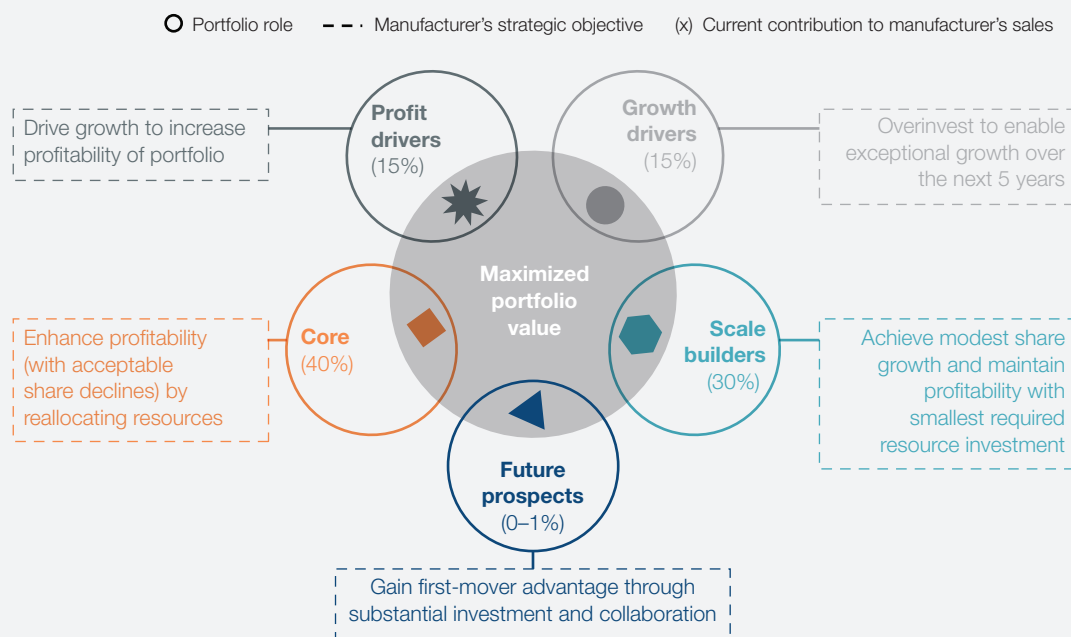 Portfolio role
Manufacturer's strategic objective
(x) Current contribution to manufacturer's sales
Drive growth to increase
profitability of portfolio
Profit
drivers
(15%)
Growth
drivers
(15%)
Overinvest to enable
exceptional growth over
the next 5 years
Maximized
portfolio
value
Enhance profitability
(with acceptable
share declines) by
reallocating resources
Core
(40%)
Scale
builders
(30%)
Achieve modest share
growth and maintain
profitability with
smallest required
resource investment
Future
prospects
(0–1%)
Gain first-mover advantage through
substantial investment and collaboration